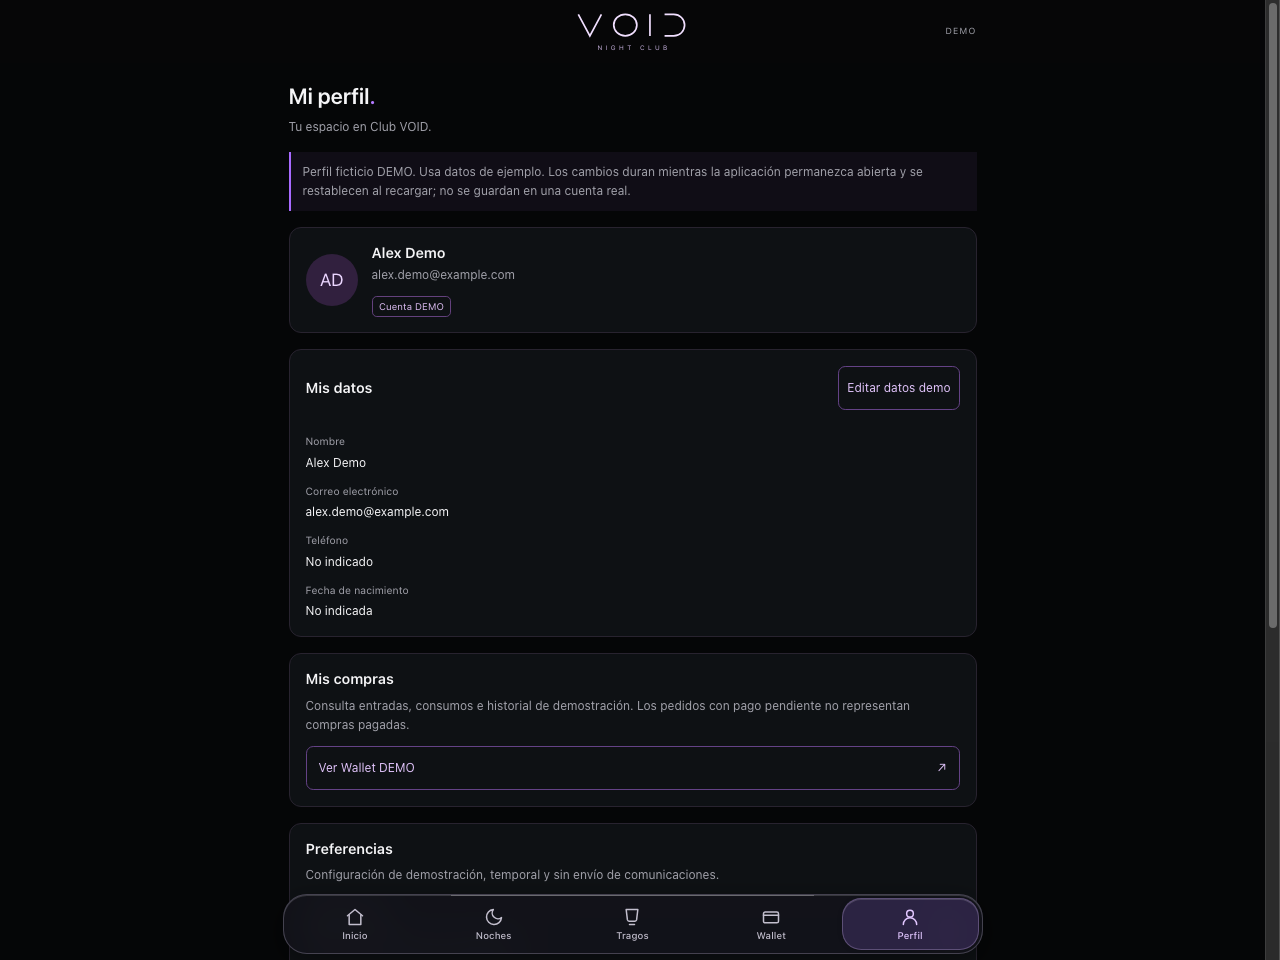 VOID
NIGHT CLUB
DEMO
Mi perfil.
Tu espacio en Club VOID.
Perfil ficticio DEMO. Usa datos de ejemplo. Los cambios duran mientras la aplicación permanezca abierta y se
restablecen al recargar; no se guardan en una cuenta real.
AD
Alex Demo
alex.demo@example.com
Cuenta DEMO
Mis datos
Editar datos demo
Nombre
Alex Demo
Correo electrónico
alex.demo@example.com
Teléfono
No indicado
Fecha de nacimiento
No indicada
Mis compras
Consulta entradas, consumos e historial de demostración. Los pedidos con pago pendiente no representan
compras pagadas.
Ver Wallet DEMO ↗
Preferencias
Configuración de demostración, temporal y sin envío de comunicaciones.
Inicio
Noches
Tragos
Wallet
Perfil